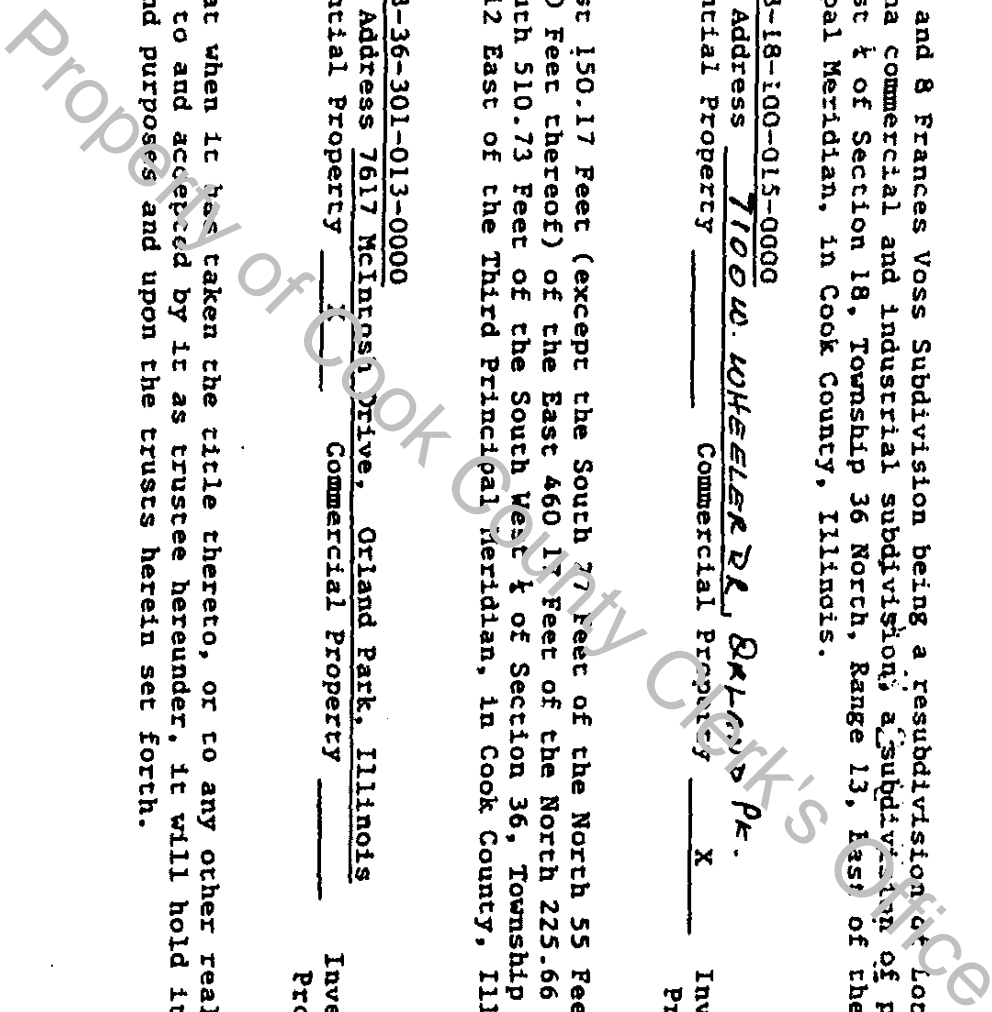 and 8 Frances Voss Subdivision being a resubdivision of Lot
a commercial and industrial subdivision, a subdivision of p
st ¼ of Section 18, Township 36 North, Range 13, East of the
pal Meridian, in Cook County, Illinois.
3-18-100-015-0000
Address 7100 W. WHEELER DR, ORLAND PK.
ntial Property Commercial Property X Inv
Pr
st 150.17 Feet (except the South 77 Feet of the North 55 Fee
) Feet thereof) of the East 460 17 Feet of the North 225.66
uth 510.73 Feet of the South West ¼ of Section 36, Township
12 East of the Third Principal Meridian, in Cook County, Ill
3-36-301-013-0000
Address 7617 McIntosh Drive, Orland Park, Illinois
ntial Property X Commercial Property Inve
Pro
at when it has taken the title thereto, or to any other real
to and accepted by it as trustee hereunder, it will hold it
nd purposes and upon the trusts herein set forth.
Property of Cook County Clerk's Office